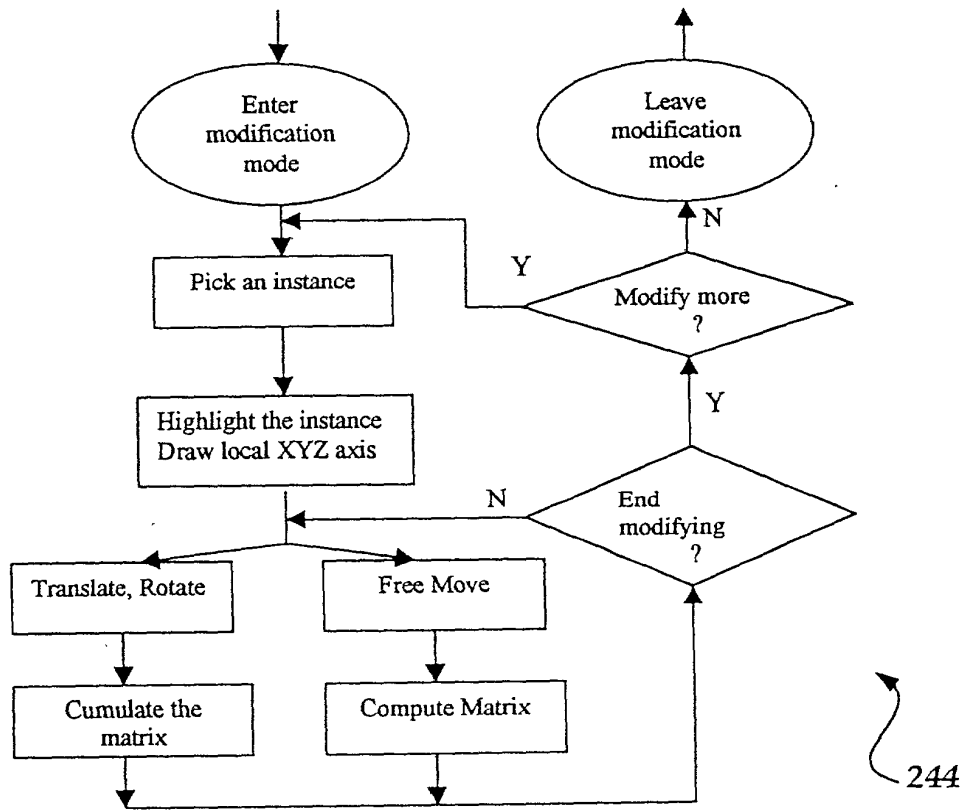 Enter
modification
mode
Leave
modification
mode
N
Pick an instance
Y
Modify more
?
Highlight the instance
Draw local XYZ axis
Y
N
End
modifying
?
Translate, Rotate
Free Move
Cumulate the
matrix
Compute Matrix
244